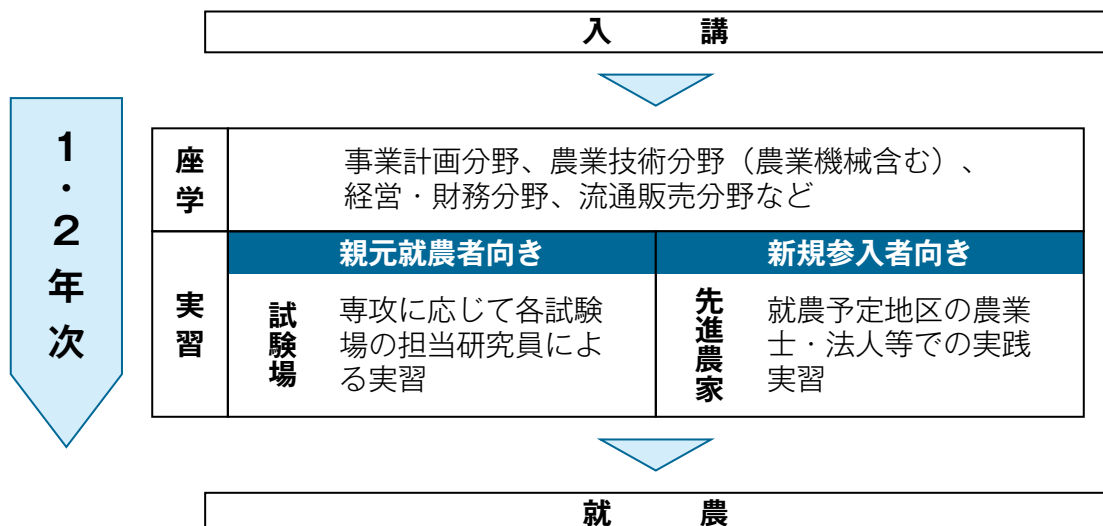 入　講
1・2年次
座学
事業計画分野、農業技術分野（農業機械含む）、
経営・財務分野、流通販売分野など
実習
親元就農者向き
試験場
専攻に応じて各試験
場の担当研究員によ
る実習
新規参入者向き
先進農家
就農予定地区の農業
士・法人等での実践
実習
就　農